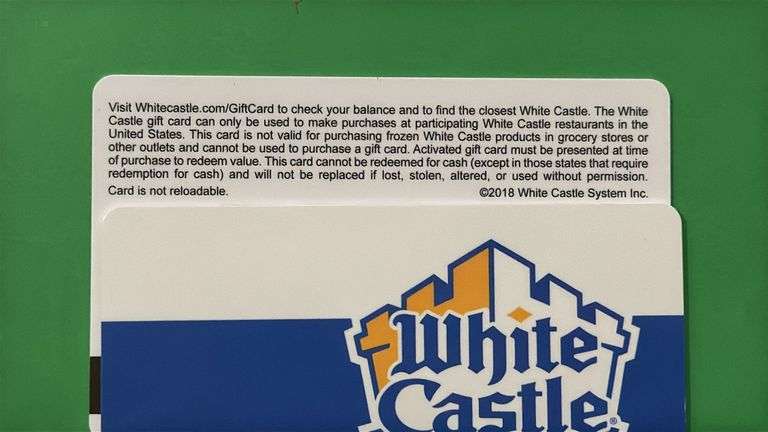 Visit Whitecastle.com/GiftCard to check your balance and to find the closest White Castle. The White
Castle gift card can only be used to make purchases at participating White Castle restaurants in the
United States. This card is not valid for purchasing frozen White Castle products in grocery stores or
other outlets and cannot be used to purchase a gift card. Activated gift card must be presented at time
of purchase to redeem value. This card cannot be redeemed for cash (except in those states that require
redemption for cash) and will not be replaced if lost, stolen, altered, or used without permission.
Card is not reloadable. ©2018 White Castle System Inc.
White
Castle®